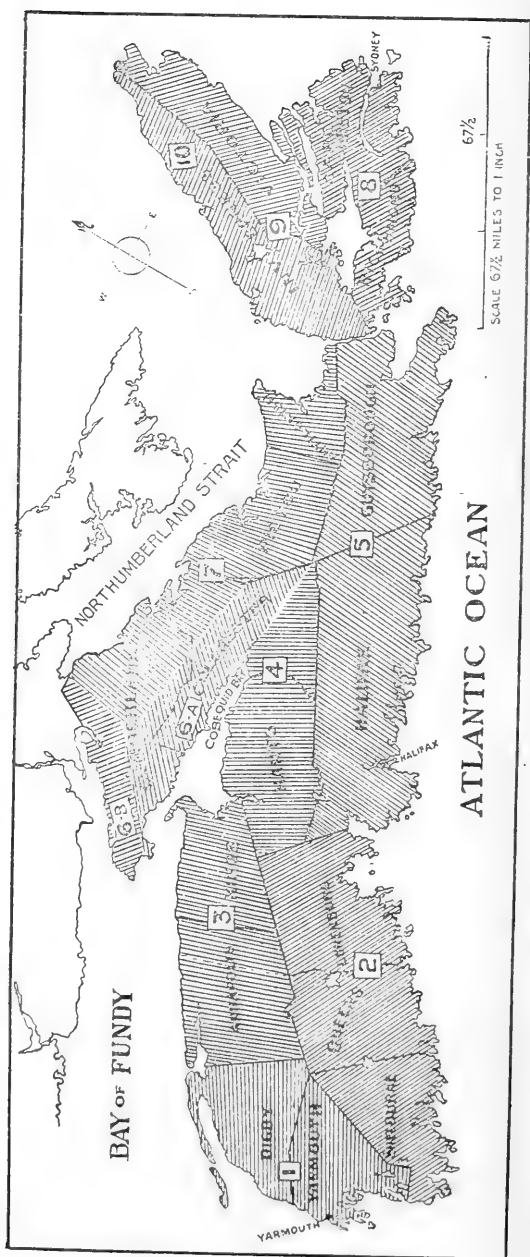 10
9
8
SYDNEY
67½
SCALE 67½ MILES TO 1 INCH
N
E
S
W
NORTHUMBERLAND STRAIT
7
6-A
6-B
COBEQUID BAY
5
GUYSBOROUGH
4
HANTS
HALIFAX
HALIFAX
ATLANTIC OCEAN
BAY OF FUNDY
3
ANNAPOLIS
KINGS
2
LUNENBURG
QUEENS
SHELBURNE
1
DIGBY
YARMOUTH
YARMOUTH